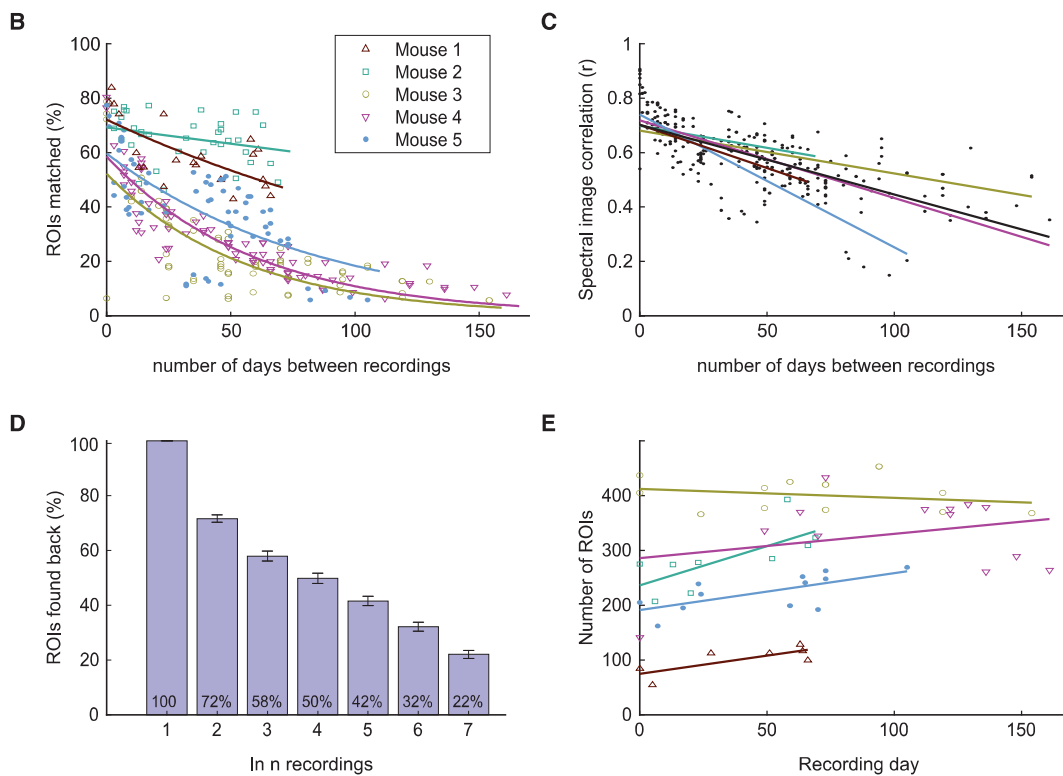 B
ROIs matched (%)
100
80
60
40
20
0
0
50
100
150
number of days between recordings
Mouse 1
Mouse 2
Mouse 3
Mouse 4
Mouse 5
C
Spectral image correlation (r)
1
0.8
0.6
0.4
0.2
0
0
50
100
150
number of days between recordings
D
ROIs found back (%)
100
80
60
40
20
0
100
72%
58%
50%
42%
32%
22%
1
2
3
4
5
6
7
In n recordings
E
Number of ROIs
400
300
200
100
0
0
50
100
150
Recording day